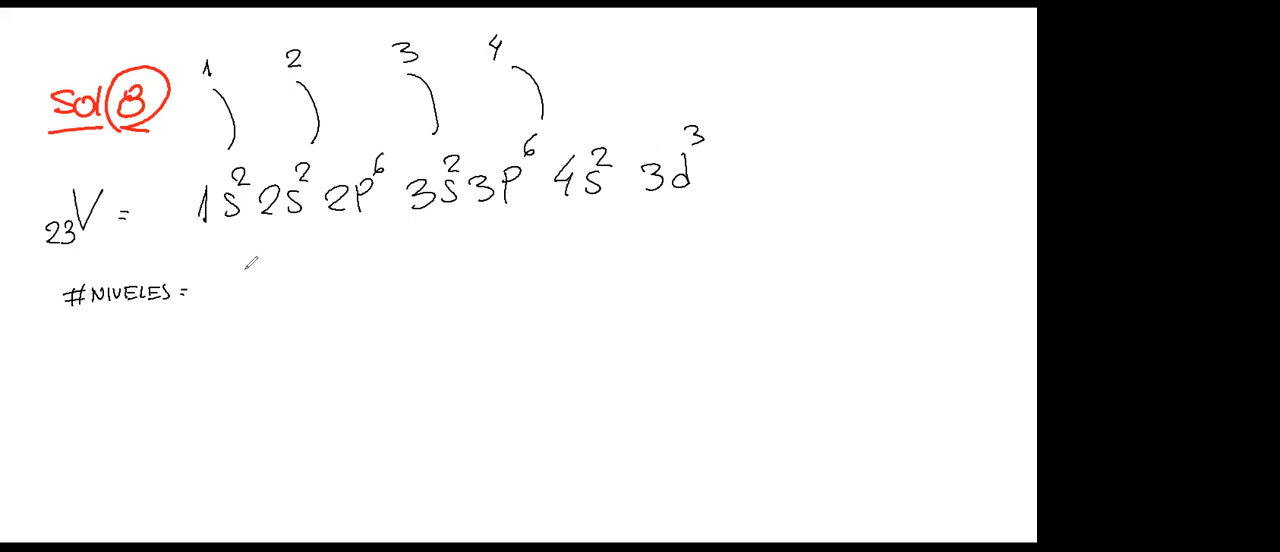 1 2 3 4
Sol 8
) ) ) )
₂₃V = 1s² 2s² 2p⁶ 3s² 3p⁶ 4s² 3d³
#NIVELES =